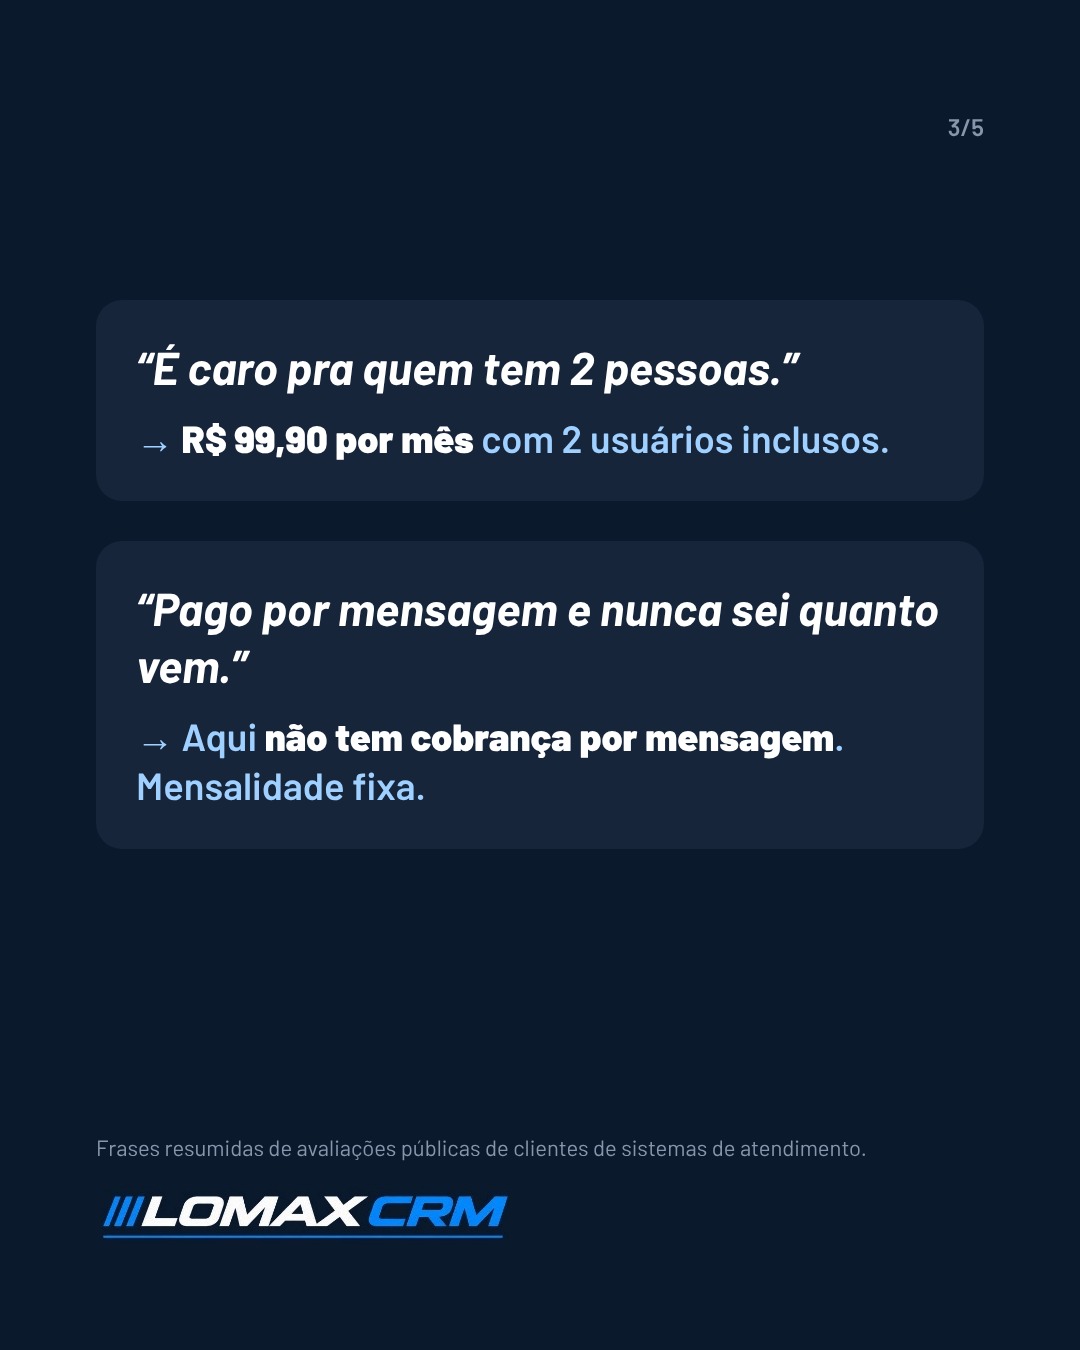 3/5
“É caro pra quem tem 2 pessoas.”
→ R$ 99,90 por mês com 2 usuários inclusos.
“Pago por mensagem e nunca sei quanto
vem.”
→ Aqui não tem cobrança por mensagem.
Mensalidade fixa.
Frases resumidas de avaliações públicas de clientes de sistemas de atendimento.
LOMAX CRM